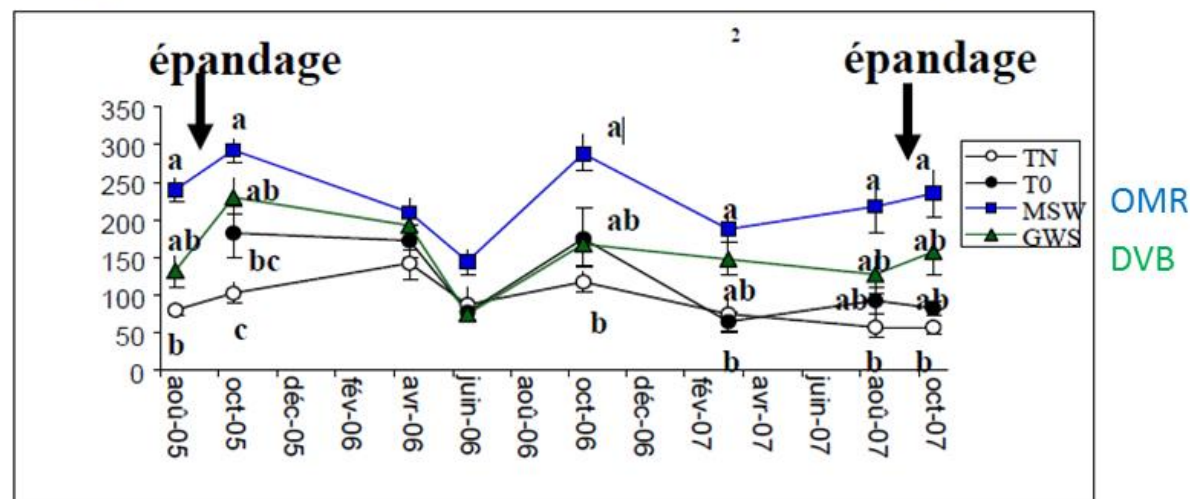 2
épandage
épandage
350
300
250
200
150
100
50
0
a
a
a
a
a
a
ab
ab
ab
ab
ab
ab
ab
ab
bc
b
c
b
b
b
b
aoû-05
oct-05
déc-05
fév-06
avr-06
juin-06
aoû-06
oct-06
déc-06
fév-07
avr-07
juin-07
aoû-07
oct-07
TN
T0
MSW
GWS
OMR
DVB